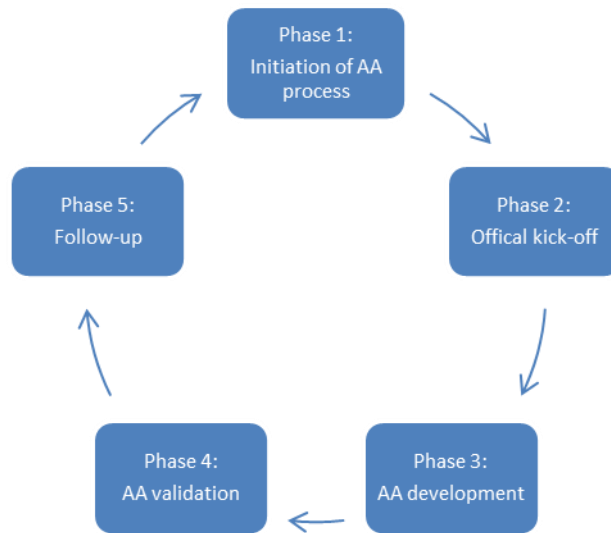 Phase 1:
Initiation of AA
process
Phase 2:
Offical kick-off
Phase 3:
AA development
Phase 4:
AA validation
Phase 5:
Follow-up